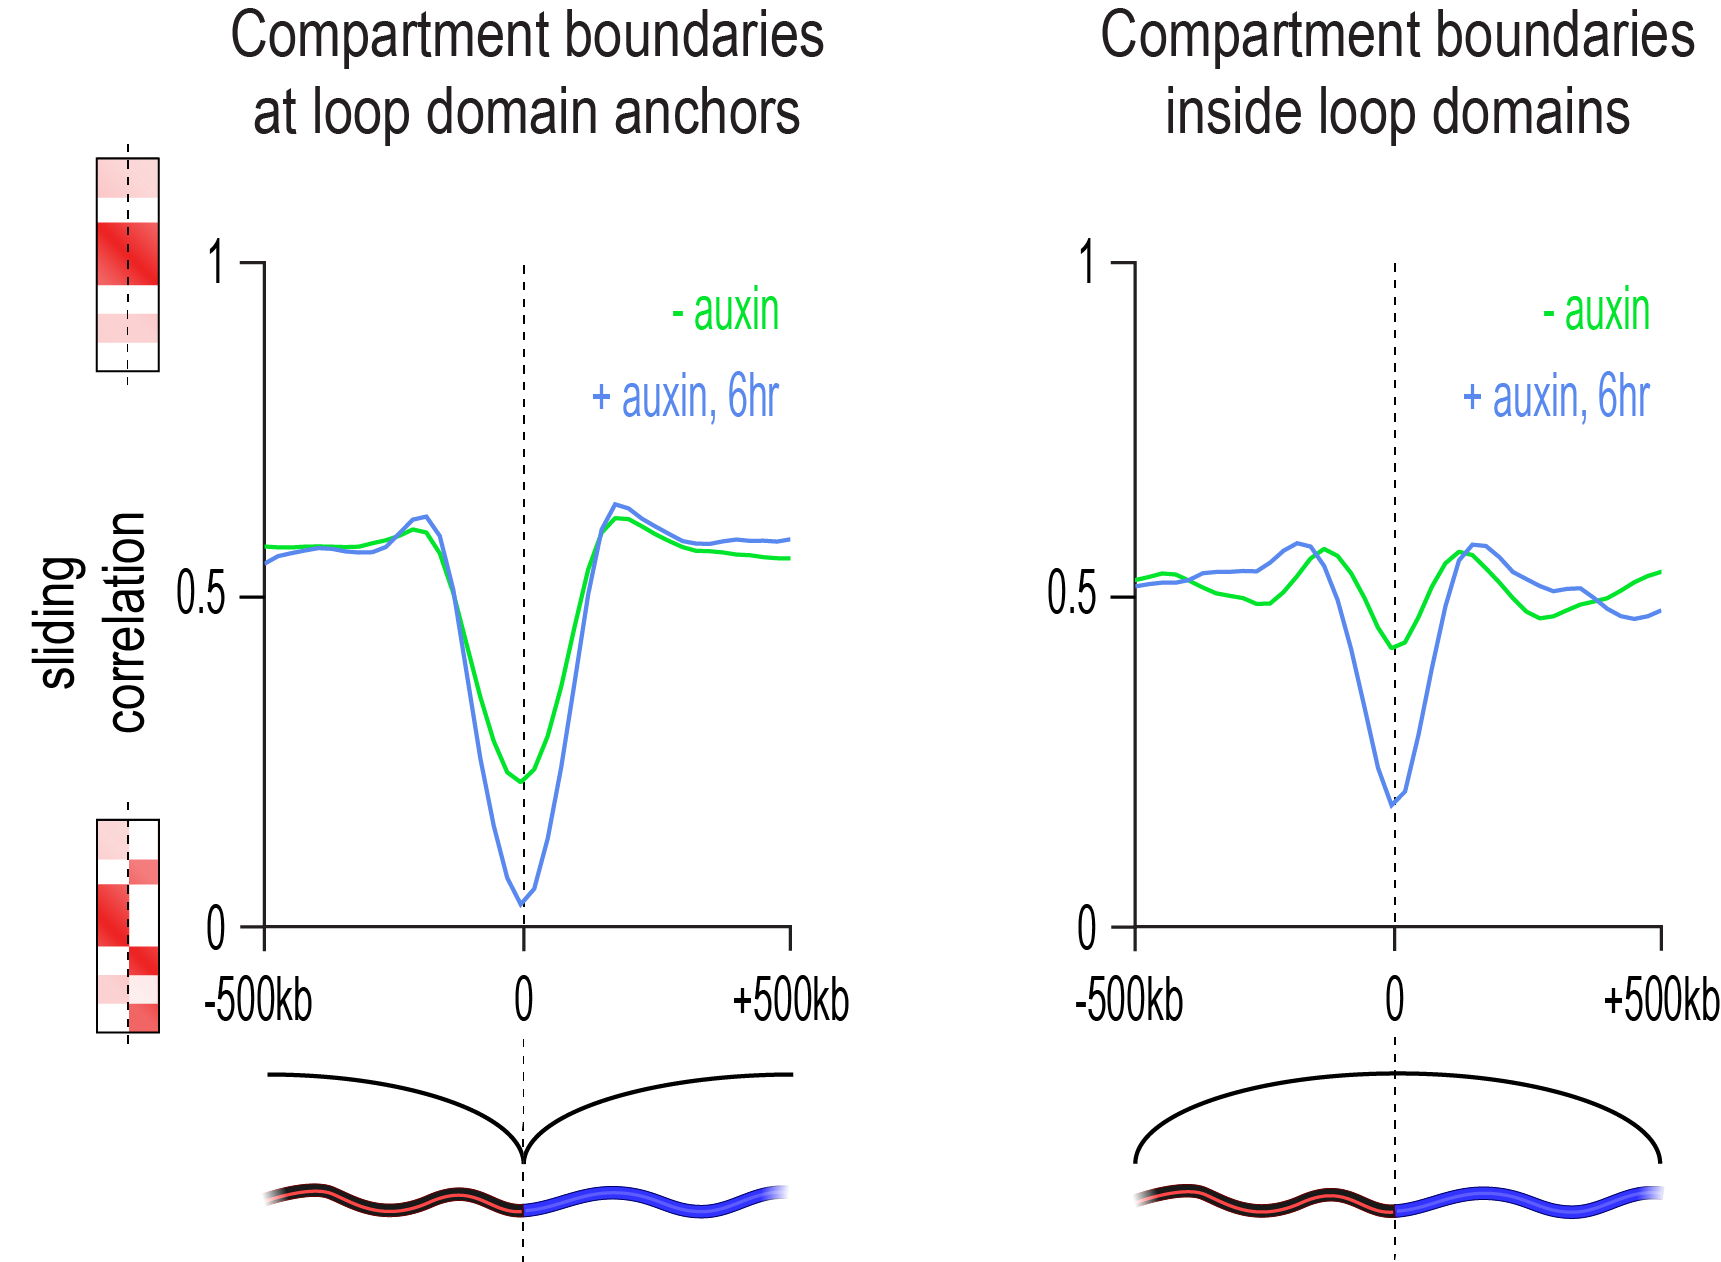 Compartment boundaries
at loop domain anchors
1
0.5
0
- auxin
+ auxin, 6hr
sliding
correlation
-500kb
0
+500kb
Compartment boundaries
inside loop domains
1
0.5
0
- auxin
+ auxin, 6hr
-500kb
0
+500kb